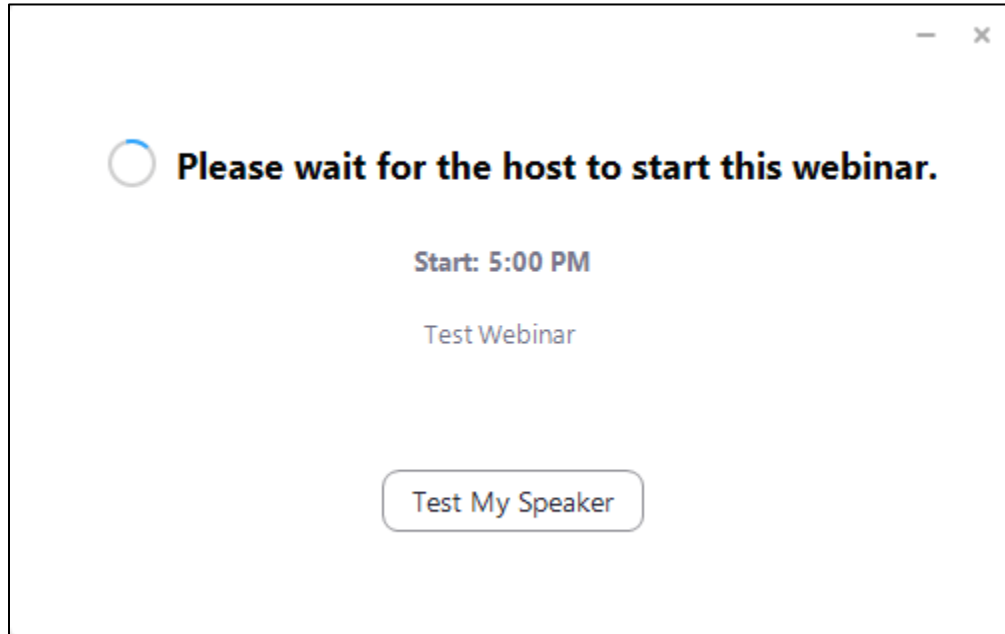 Please wait for the host to start this webinar.
Start: 5:00 PM
Test Webinar
Test My Speaker